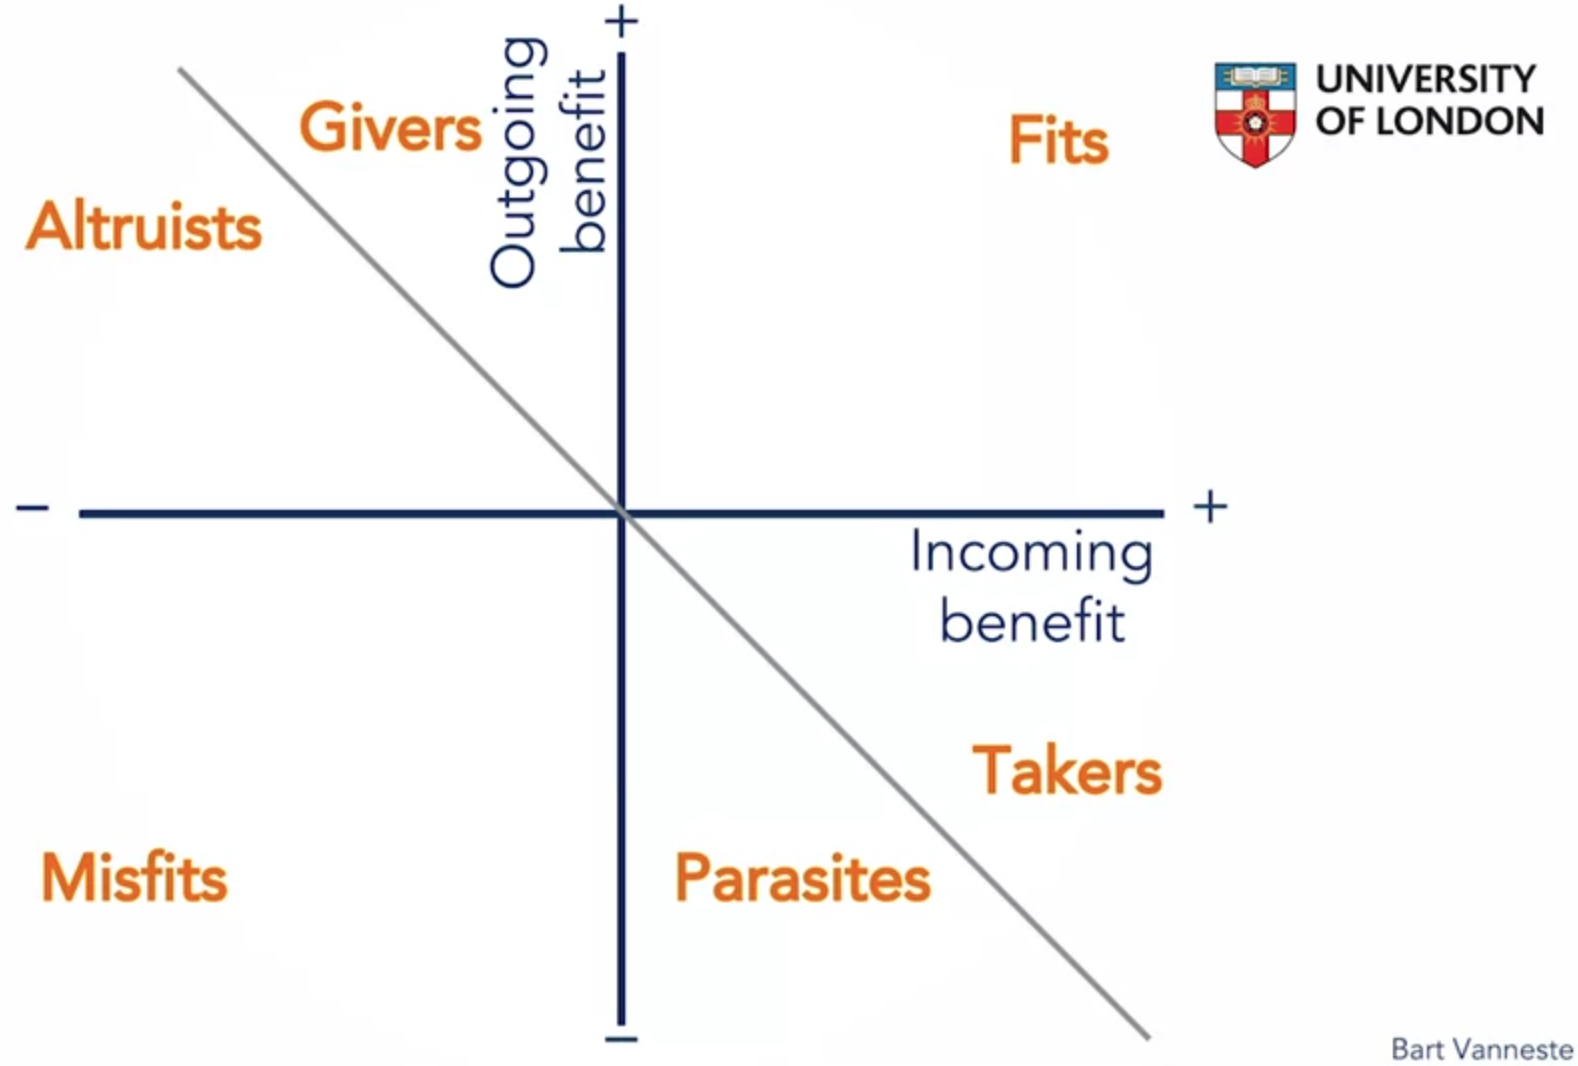 +
Outgoing
benefit
Givers
Fits
UNIVERSITY
OF LONDON
Altruists
–
+
Incoming
benefit
Takers
Misfits
Parasites
–
Bart Vanneste